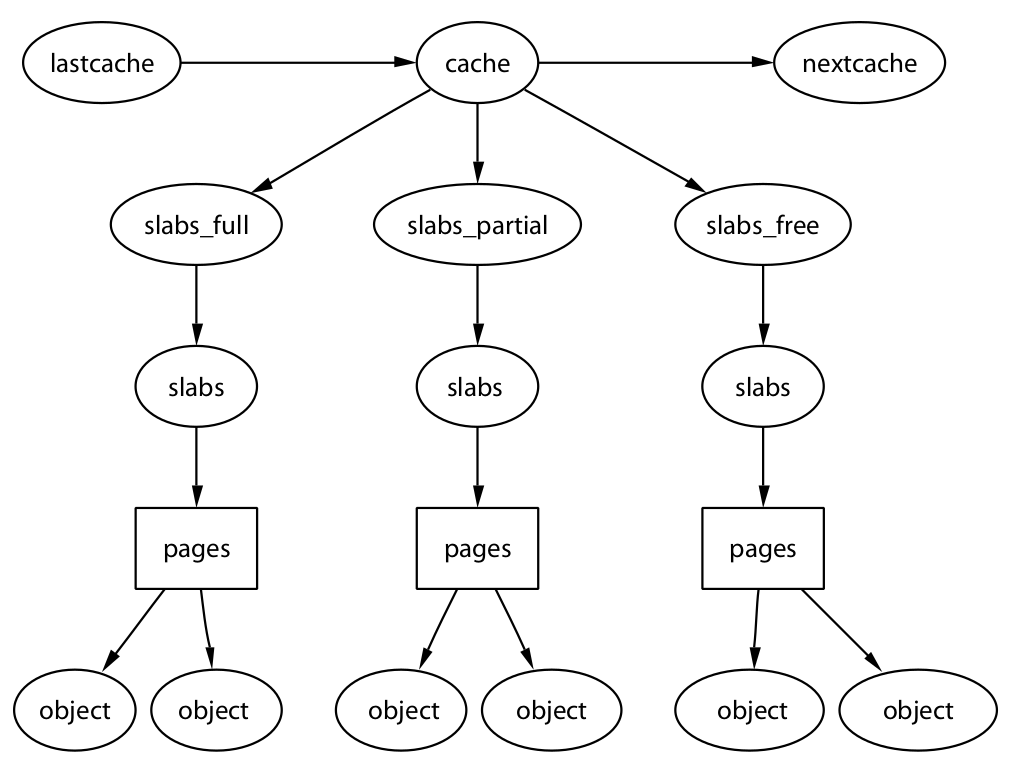 lastcache
cache
nextcache
slabs_full
slabs_partial
slabs_free
slabs
slabs
slabs
pages
pages
pages
object
object
object
object
object
object